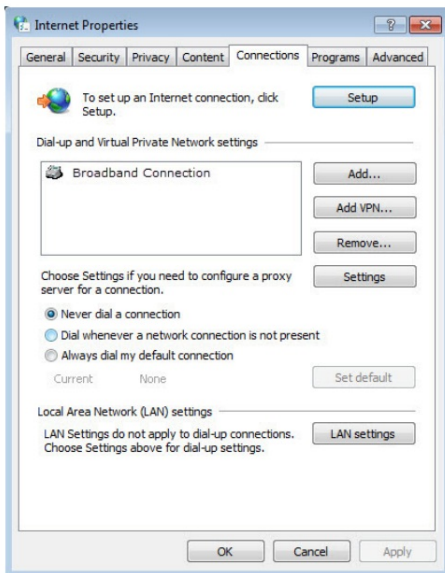 Internet Properties
General Security Privacy Content Connections Programs Advanced
To set up an Internet connection, click
Setup.
Setup
Dial-up and Virtual Private Network settings
Broadband Connection
Add...
Add VPN...
Remove...
Choose Settings if you need to configure a proxy
server for a connection.
Settings
Never dial a connection
Dial whenever a network connection is not present
Always dial my default connection
Current None
Set default
Local Area Network (LAN) settings
LAN Settings do not apply to dial-up connections.
Choose Settings above for dial-up settings.
LAN settings
OK Cancel Apply